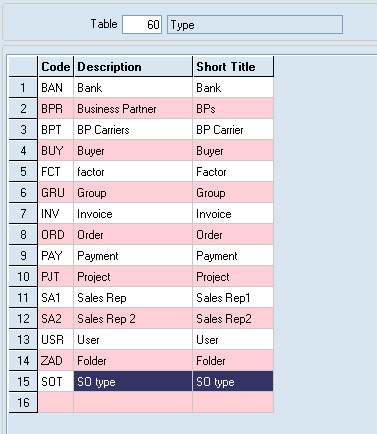 Table 60 Type
Code Description Short Title
1 BAN Bank Bank
2 BPR Business Partner BPs
3 BPT BP Carriers BP Carrier
4 BUY Buyer Buyer
5 FCT factor Factor
6 GRU Group Group
7 INV Invoice Invoice
8 ORD Order Order
9 PAY Payment Payment
10 PJT Project Project
11 SA1 Sales Rep Sales Rep1
12 SA2 Sales Rep 2 Sales Rep2
13 USR User User
14 ZAD Folder Folder
15 SOT SO type SO type
16